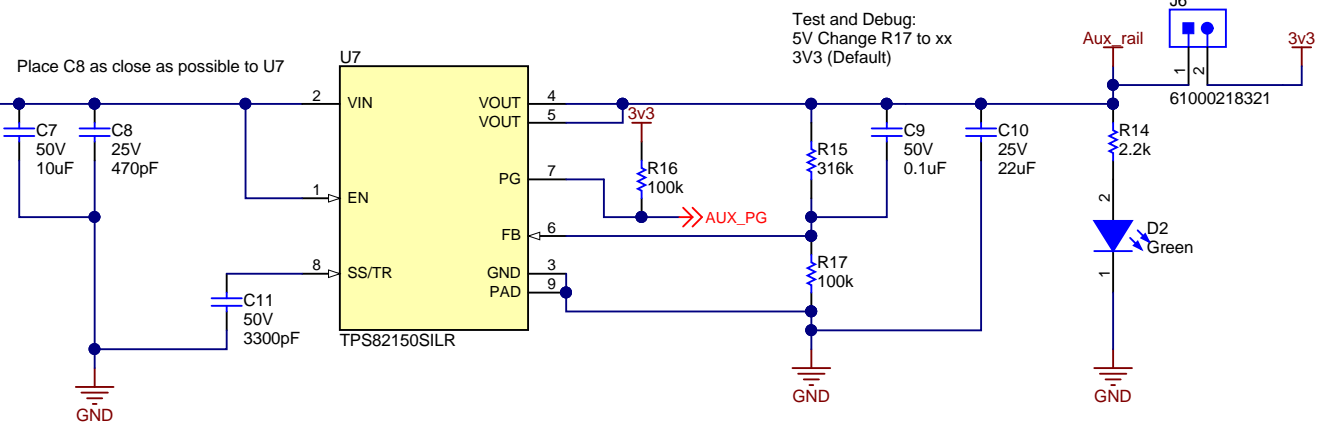 J6
Test and Debug:
5V Change R17 to xx
3V3 (Default)
Aux_rail
3v3
Place C8 as close as possible to U7
U7
1
2
61000218321
2
VIN
VOUT
4
VOUT
5
3v3
C7
50V
10uF
C8
25V
470pF
R16
100k
R15
316k
C9
50V
0.1uF
C10
25V
22uF
R14
2.2k
PG
7
1
EN
AUX_PG
2
FB
6
D2
Green
8
SS/TR
GND
3
PAD
9
R17
100k
1
C11
50V
3300pF
TPS82150SILR
GND
GND
GND